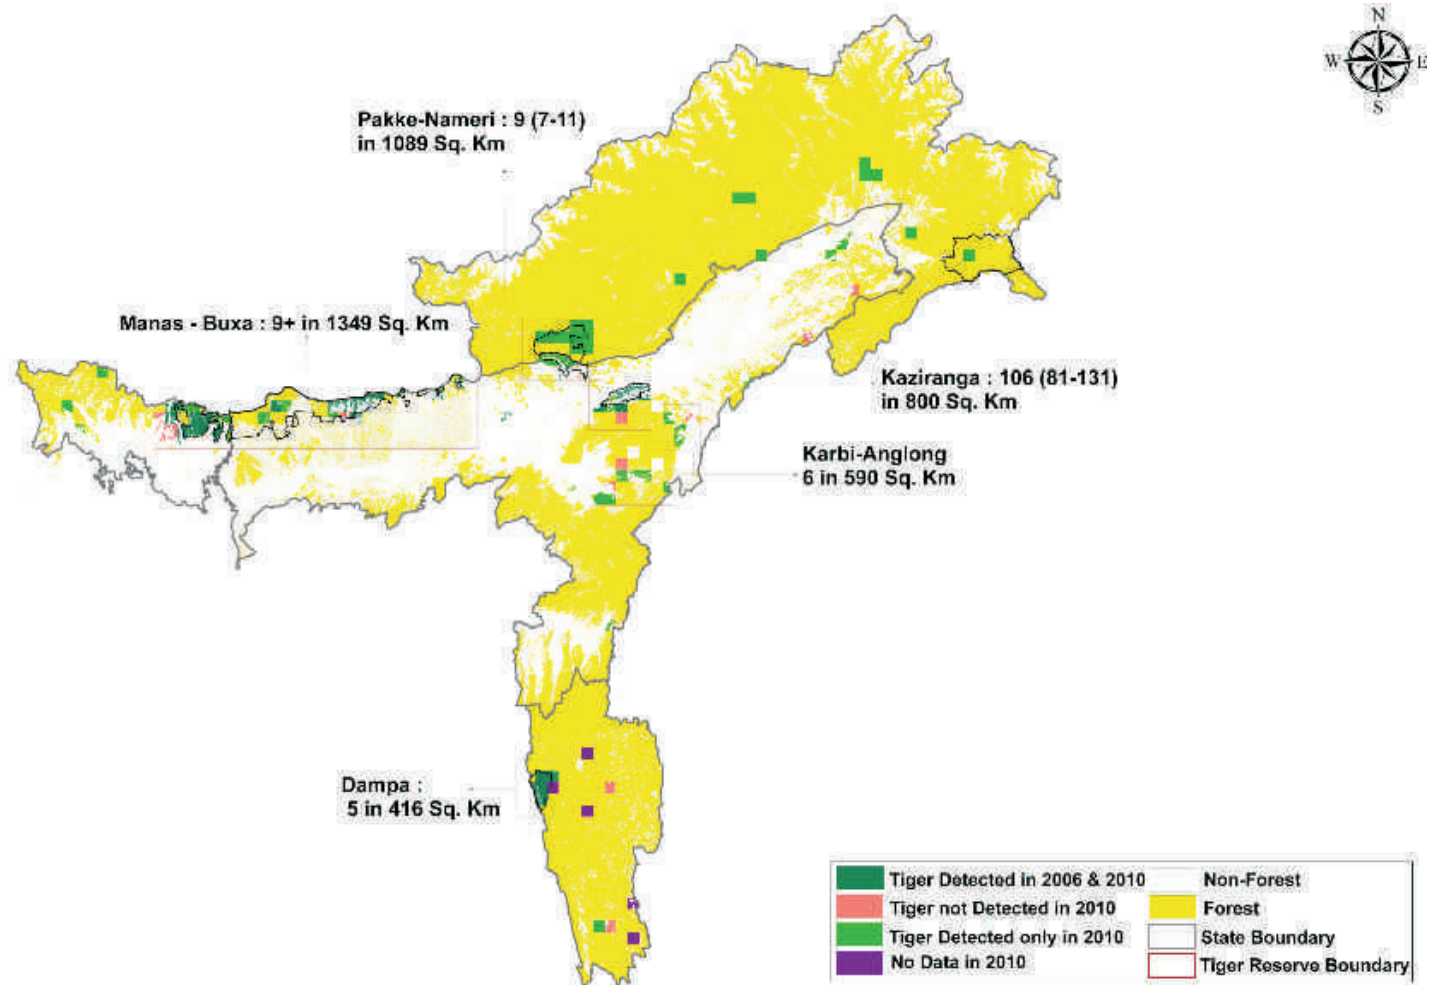 N
W E
S
Pakke-Nameri : 9 (7-11)
in 1089 Sq. Km
Manas - Buxa : 9+ in 1349 Sq. Km
Kaziranga : 106 (81-131)
in 800 Sq. Km
Karbi-Anglong
6 in 590 Sq. Km
Dampa :
5 in 416 Sq. Km
Tiger Detected in 2006 & 2010
Tiger not Detected in 2010
Tiger Detected only in 2010
No Data in 2010
Non-Forest
Forest
State Boundary
Tiger Reserve Boundary